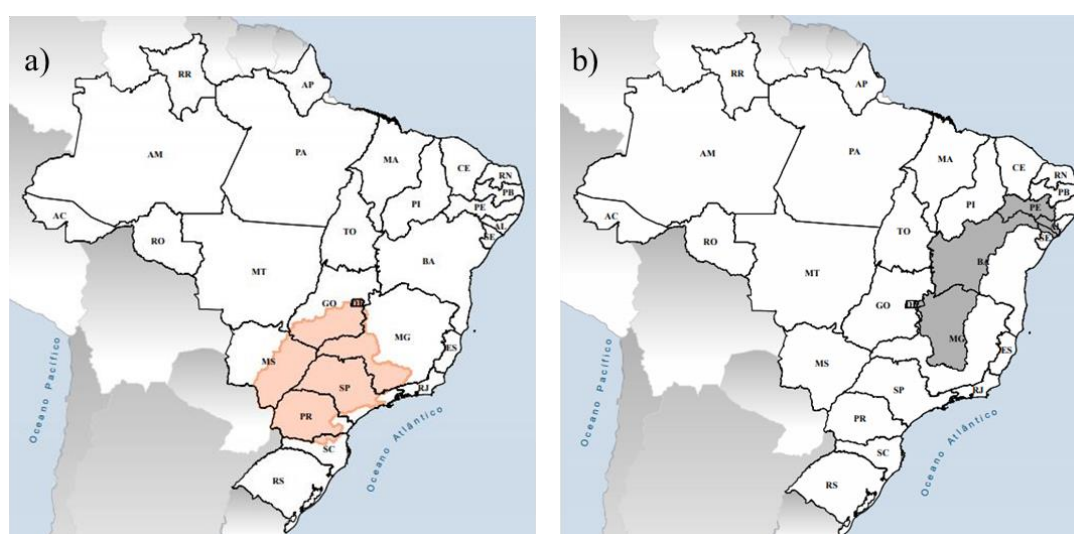 a)
RR
AP
AM
PA
MA
CE
RN
PB
PE
AL
SE
PI
AC
TO
RO
BA
MT
GO
DF
MG
ES
MS
SP
RJ
PR
SC
RS
Oceano Pacífico
Oceano Atlântico
b)
RR
AP
AM
PA
MA
CE
RN
PB
PE
AL
SE
PI
AC
TO
RO
BA
MT
GO
DF
MG
ES
MS
SP
RJ
PR
SC
RS
Oceano Pacífico
Oceano Atlântico